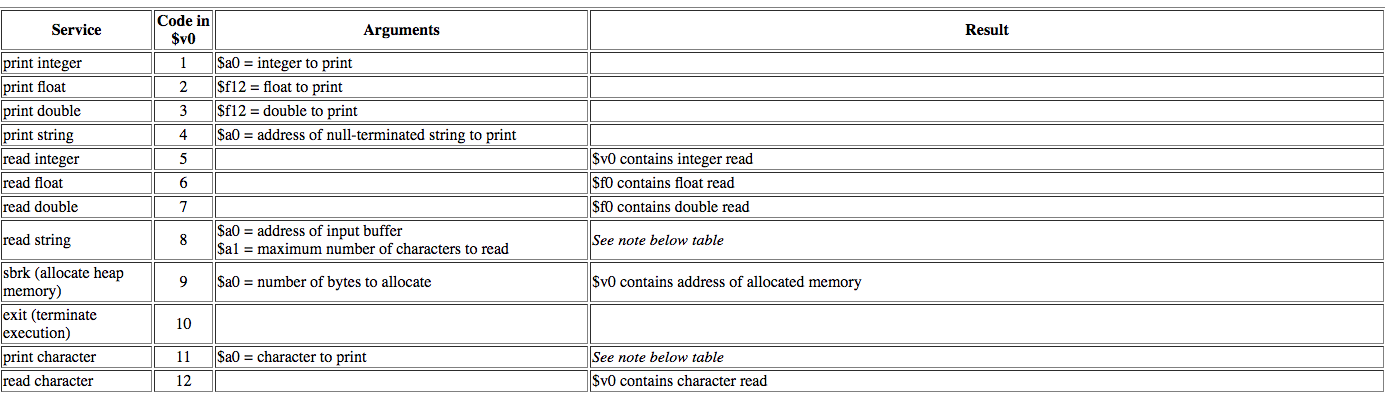 Service Code in $v0 Arguments Result
print integer 1 $a0 = integer to print
print float 2 $f12 = float to print
print double 3 $f12 = double to print
print string 4 $a0 = address of null-terminated string to print
read integer 5 $v0 contains integer read
read float 6 $f0 contains float read
read double 7 $f0 contains double read
read string 8 $a0 = address of input buffer
$a1 = maximum number of characters to read
See note below table
sbrk (allocate heap
memory)
9 $a0 = number of bytes to allocate $v0 contains address of allocated memory
exit (terminate
execution)
10
print character 11 $a0 = character to print See note below table
read character 12 $v0 contains character read